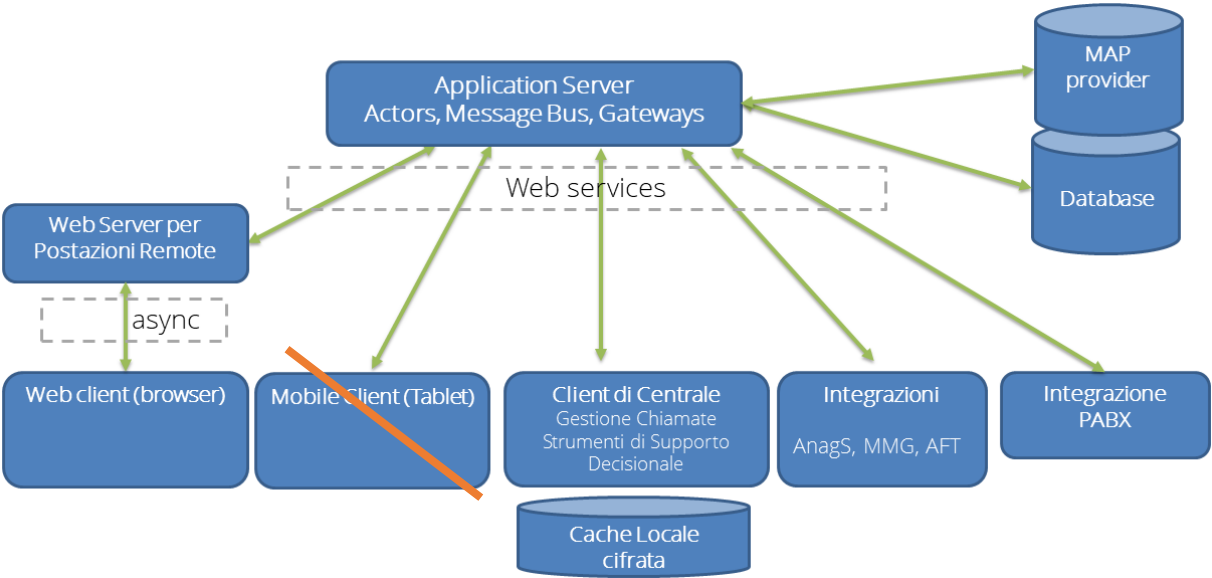 MAP
provider
Application Server
Actors, Message Bus, Gateways
Web services
Database
Web Server per
Postazioni Remote
async
Web client (browser)
Mobile Client (Tablet)
Client di Centrale
Gestione Chiamate
Strumenti di Supporto
Decisionale
Integrazioni
AnagS, MMG, AFT
Integrazione
PABX
Cache Locale
cifrata